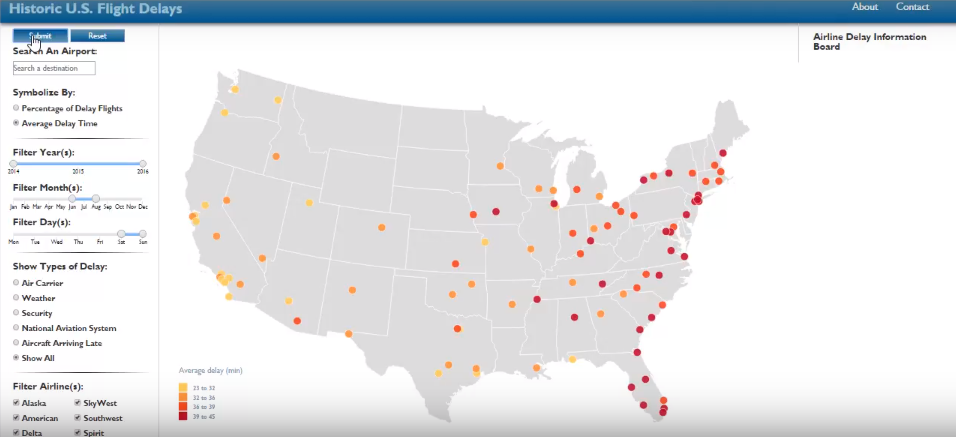 Historic U.S. Flight Delays
About Contact
Submit Reset
Search An Airport:
Search a destination
Symbolize By:
Percentage of Delay Flights
Average Delay Time
Filter Year(s):
2014 2015 2016
Filter Month(s):
Jan Feb Mar Apr May Jun Jul Aug Sep Oct Nov Dec
Filter Day(s):
Mon Tue Wed Thu Fri Sat Sun
Show Types of Delay:
Air Carrier
Weather
Security
National Aviation System
Aircraft Arriving Late
Show All
Filter Airline(s):
Alaska SkyWest
American Southwest
Delta Spirit
Airline Delay Information
Board
Average delay (min)
21 to 32
32 to 36
36 to 39
39 to 45